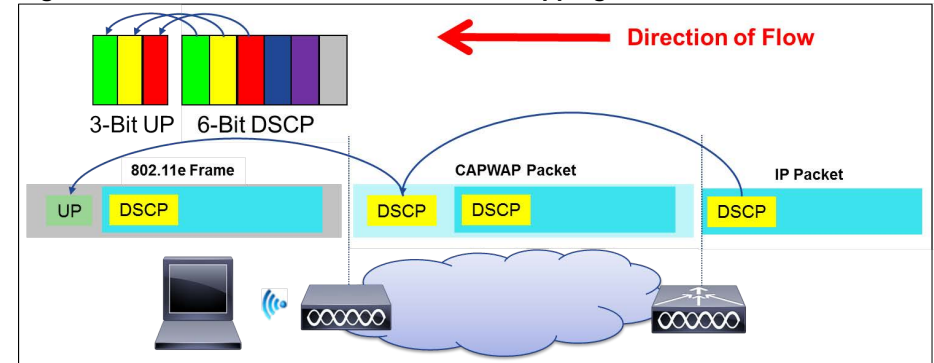 Direction of Flow
3-Bit UP
6-Bit DSCP
802.11e Frame
CAPWAP Packet
IP Packet
UP
DSCP
DSCP
DSCP
DSCP